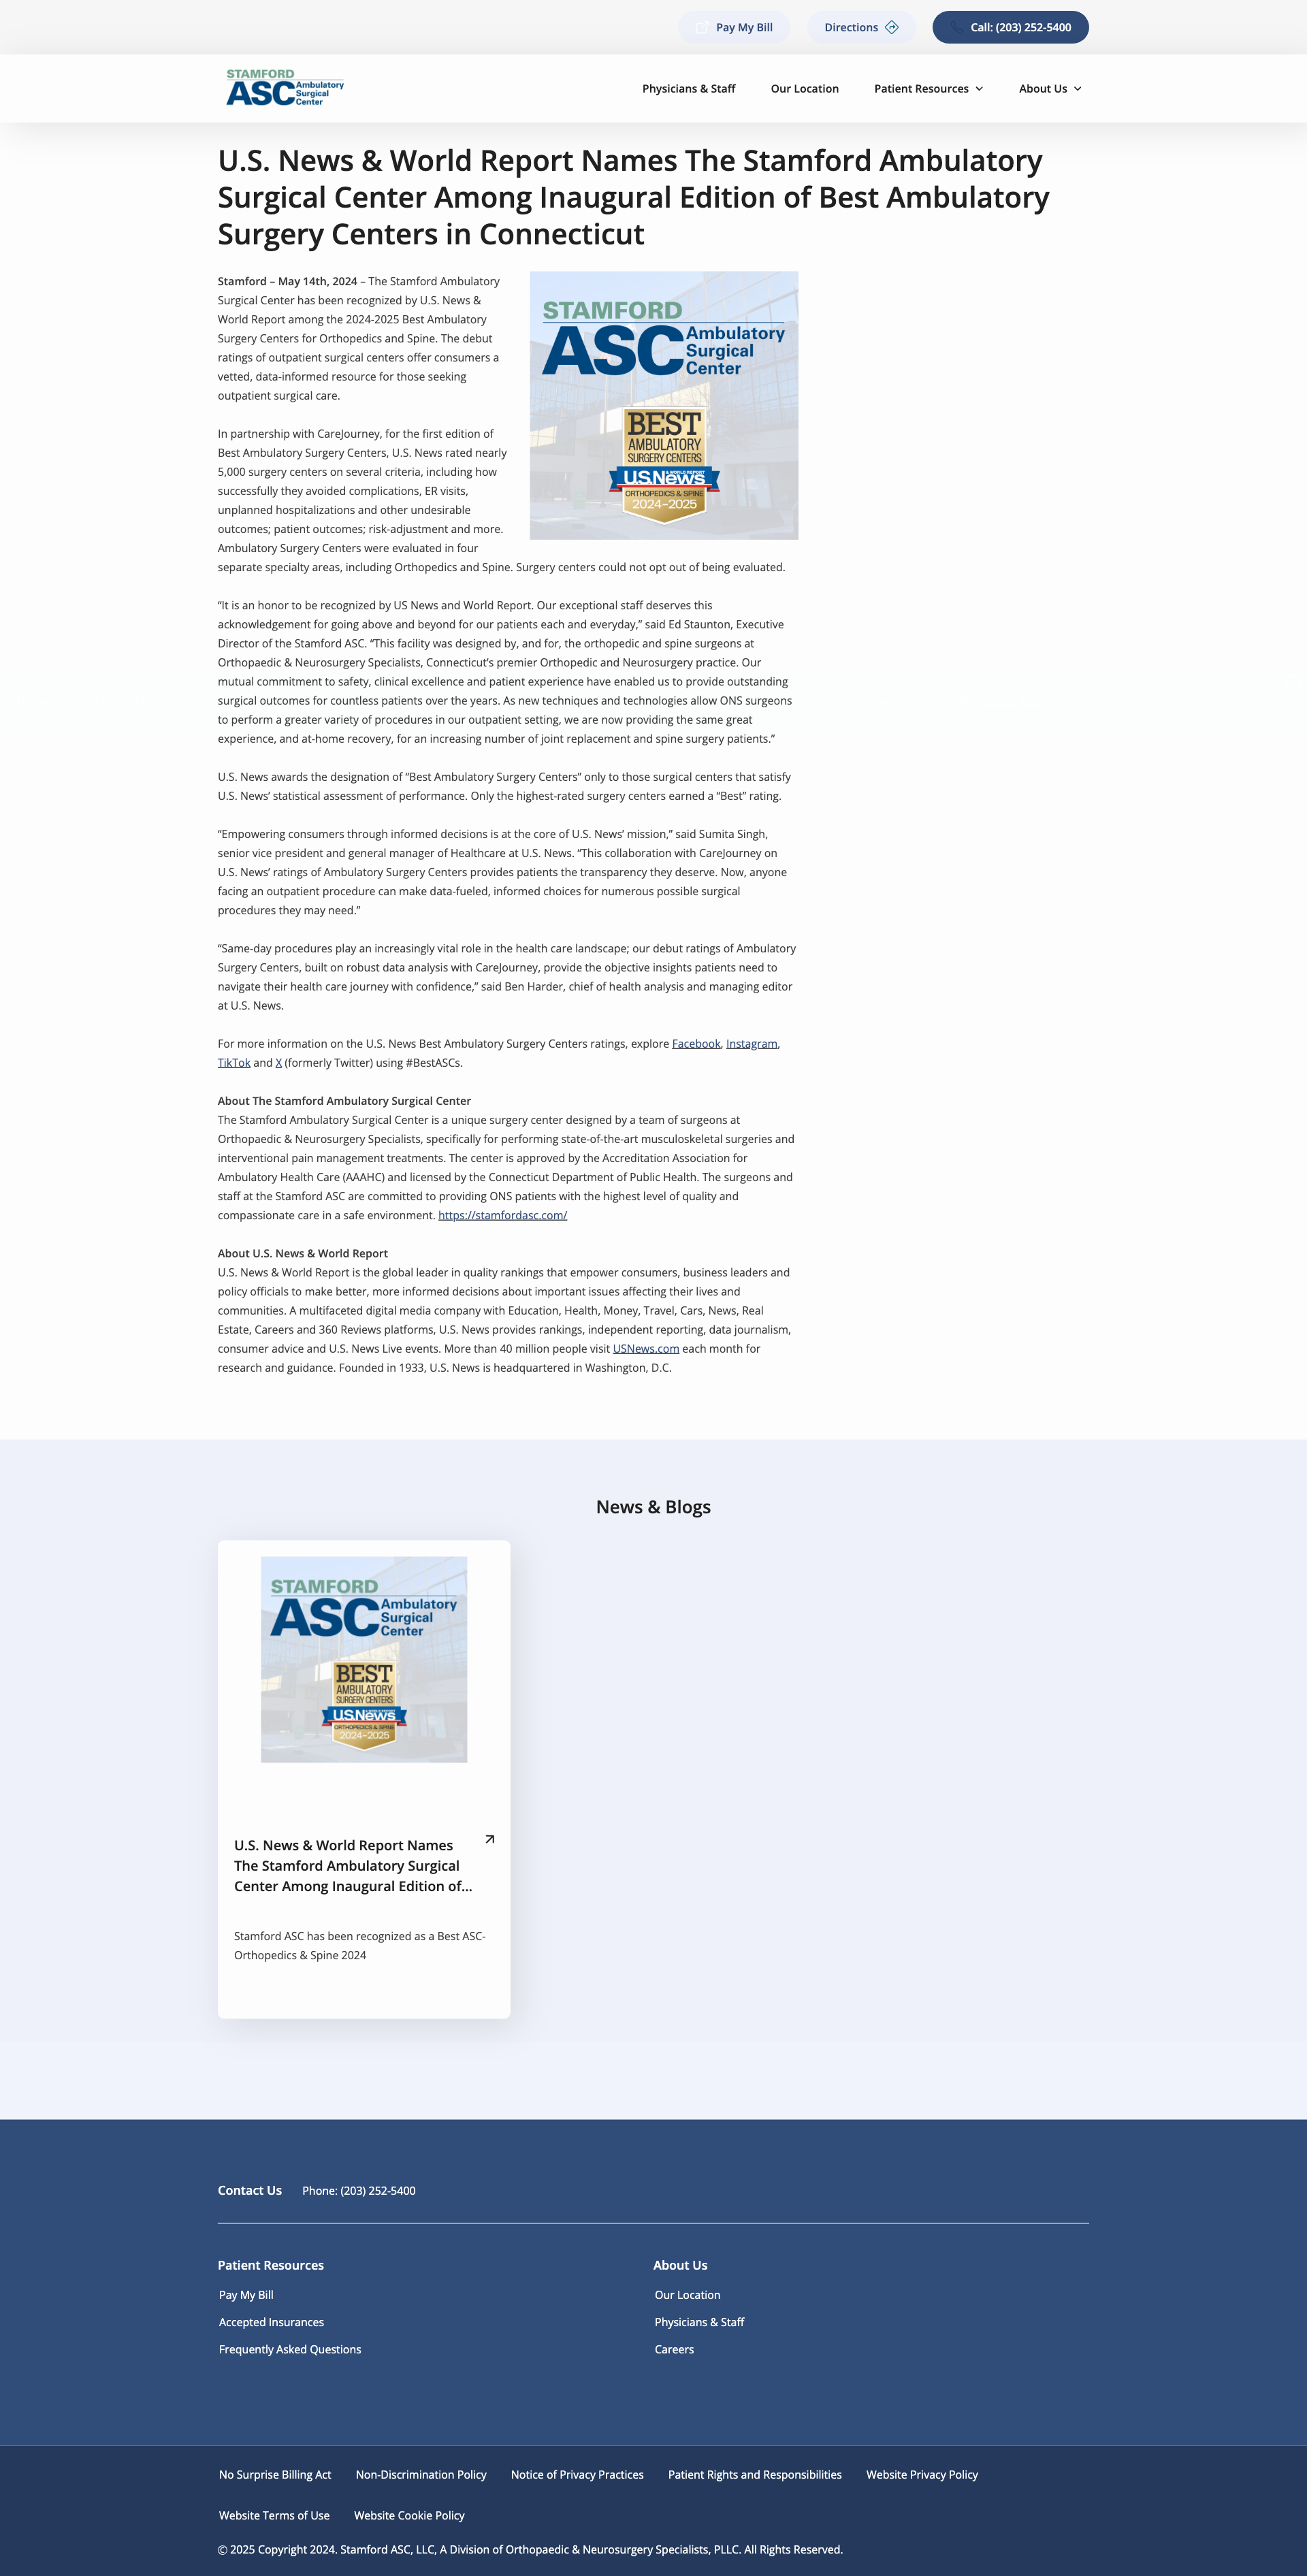 Pay My Bill
Directions
Call: (203) 252-5400
STAMFORD
ASC Ambulatory
Surgical
Center
Physicians & Staff
Our Location
Patient Resources
About Us
U.S. News & World Report Names The Stamford Ambulatory
Surgical Center Among Inaugural Edition of Best Ambulatory
Surgery Centers in Connecticut
Stamford – May 14th, 2024 – The Stamford Ambulatory
Surgical Center has been recognized by U.S. News &
World Report among the 2024-2025 Best Ambulatory
Surgery Centers for Orthopedics and Spine. The debut
ratings of outpatient surgical centers offer consumers a
vetted, data-informed resource for those seeking
outpatient surgical care.
In partnership with CareJourney, for the first edition of
Best Ambulatory Surgery Centers, U.S. News rated nearly
5,000 surgery centers on several criteria, including how
successfully they avoided complications, ER visits,
unplanned hospitalizations and other undesirable
outcomes; patient outcomes; risk-adjustment and more.
Ambulatory Surgery Centers were evaluated in four
separate specialty areas, including Orthopedics and Spine. Surgery centers could not opt out of being evaluated.
STAMFORD
ASC Ambulatory
Surgical
Center
BEST
AMBULATORY
SURGERY CENTERS
U.S. News & WORLD REPORT
ORTHOPEDICS & SPINE
2024-2025
“It is an honor to be recognized by US News and World Report. Our exceptional staff deserves this
acknowledgement for going above and beyond for our patients each and everyday,” said Ed Staunton, Executive
Director of the Stamford ASC. “This facility was designed by, and for, the orthopedic and spine surgeons at
Orthopaedic & Neurosurgery Specialists, Connecticut’s premier Orthopedic and Neurosurgery practice. Our
mutual commitment to safety, clinical excellence and patient experience have enabled us to provide outstanding
surgical outcomes for countless patients over the years. As new techniques and technologies allow ONS surgeons
to perform a greater variety of procedures in our outpatient setting, we are now providing the same great
experience, and at-home recovery, for an increasing number of joint replacement and spine surgery patients.”
U.S. News awards the designation of “Best Ambulatory Surgery Centers” only to those surgical centers that satisfy
U.S. News’ statistical assessment of performance. Only the highest-rated surgery centers earned a “Best” rating.
“Empowering consumers through informed decisions is at the core of U.S. News’ mission,” said Sumita Singh,
senior vice president and general manager of Healthcare at U.S. News. “This collaboration with CareJourney on
U.S. News’ ratings of Ambulatory Surgery Centers provides patients the transparency they deserve. Now, anyone
facing an outpatient procedure can make data-fueled, informed choices for numerous possible surgical
procedures they may need.”
“Same-day procedures play an increasingly vital role in the health care landscape; our debut ratings of Ambulatory
Surgery Centers, built on robust data analysis with CareJourney, provide the objective insights patients need to
navigate their health care journey with confidence,” said Ben Harder, chief of health analysis and managing editor
at U.S. News.
For more information on the U.S. News Best Ambulatory Surgery Centers ratings, explore Facebook, Instagram,
TikTok and X (formerly Twitter) using #BestASCs.
About The Stamford Ambulatory Surgical Center
The Stamford Ambulatory Surgical Center is a unique surgery center designed by a team of surgeons at
Orthopaedic & Neurosurgery Specialists, specifically for performing state-of-the-art musculoskeletal surgeries and
interventional pain management treatments. The center is approved by the Accreditation Association for
Ambulatory Health Care (AAAHC) and licensed by the Connecticut Department of Public Health. The surgeons and
staff at the Stamford ASC are committed to providing ONS patients with the highest level of quality and
compassionate care in a safe environment. https://stamfordasc.com/
About U.S. News & World Report
U.S. News & World Report is the global leader in quality rankings that empower consumers, business leaders and
policy officials to make better, more informed decisions about important issues affecting their lives and
communities. A multifaceted digital media company with Education, Health, Money, Travel, Cars, News, Real
Estate, Careers and 360 Reviews platforms, U.S. News provides rankings, independent reporting, data journalism,
consumer advice and U.S. News Live events. More than 40 million people visit USNews.com each month for
research and guidance. Founded in 1933, U.S. News is headquartered in Washington, D.C.
News & Blogs
STAMFORD
ASC Ambulatory
Surgical
Center
BEST
AMBULATORY
SURGERY CENTERS
U.S. News
ORTHOPEDICS & SPINE
2024-2025
U.S. News & World Report Names
The Stamford Ambulatory Surgical
Center Among Inaugural Edition of...
Stamford ASC has been recognized as a Best ASC-
Orthopedics & Spine 2024
Contact Us
Phone: (203) 252-5400
Patient Resources
Pay My Bill
Accepted Insurances
Frequently Asked Questions
About Us
Our Location
Physicians & Staff
Careers
No Surprise Billing Act
Non-Discrimination Policy
Notice of Privacy Practices
Patient Rights and Responsibilities
Website Privacy Policy
Website Terms of Use
Website Cookie Policy
© 2025 Copyright 2024. Stamford ASC, LLC, A Division of Orthopaedic & Neurosurgery Specialists, PLLC. All Rights Reserved.